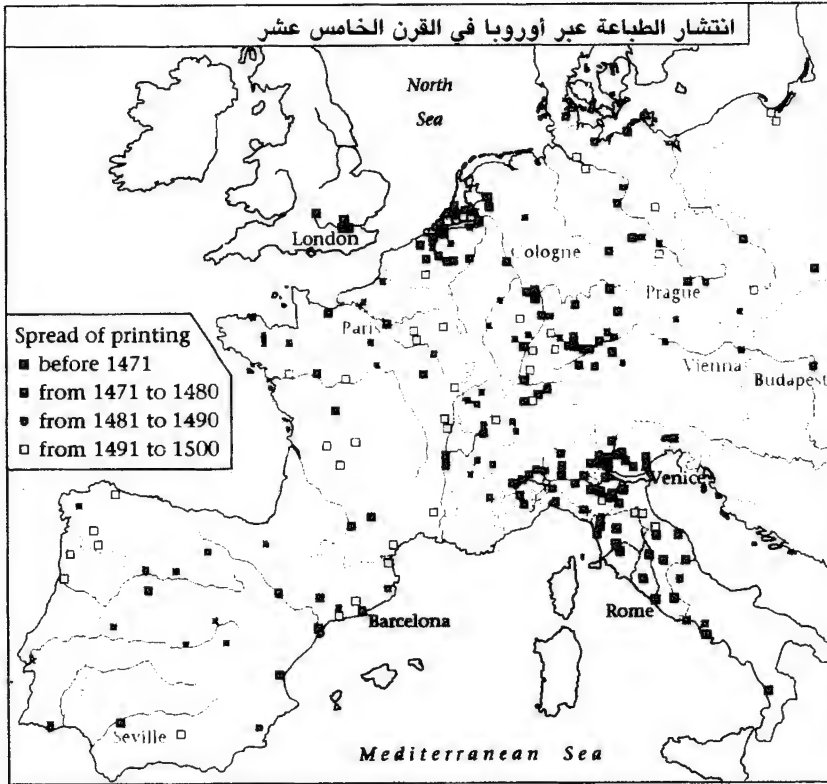 انتشار الطباعة عبر أوروبا في القرن الخامس عشر
North
Sea
London
Cologne
Paris
Prague
Spread of printing
before 1471
from 1471 to 1480
from 1481 to 1490
from 1491 to 1500
Vienna
Budapest
Venice
Rome
Barcelona
Seville
Mediterranean Sea